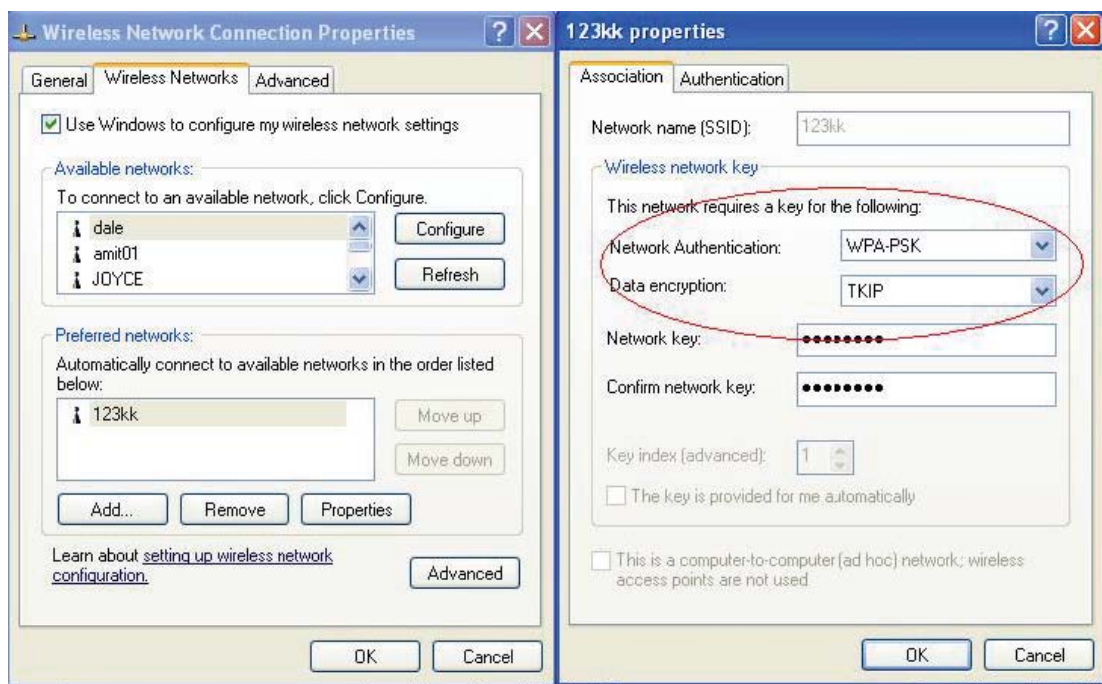 Wireless Network Connection Properties
General Wireless Networks Advanced
Use Windows to configure my wireless network settings
Available networks:
To connect to an available network, click Configure.
dale
amit01
JOYCE
Configure
Refresh
Preferred networks:
Automatically connect to available networks in the order listed
below:
123kk
Move up
Move down
Add... Remove Properties
Learn about setting up wireless network
configuration.
Advanced
OK Cancel
123kk properties
Association Authentication
Network name (SSID): 123kk
Wireless network key
This network requires a key for the following:
Network Authentication: WPA-PSK
Data encryption: TKIP
Network key: ••••••••
Confirm network key: ••••••••
Key index (advanced): 1
The key is provided for me automatically
This is a computer-to-computer (ad hoc) network; wireless
access points are not used
OK Cancel